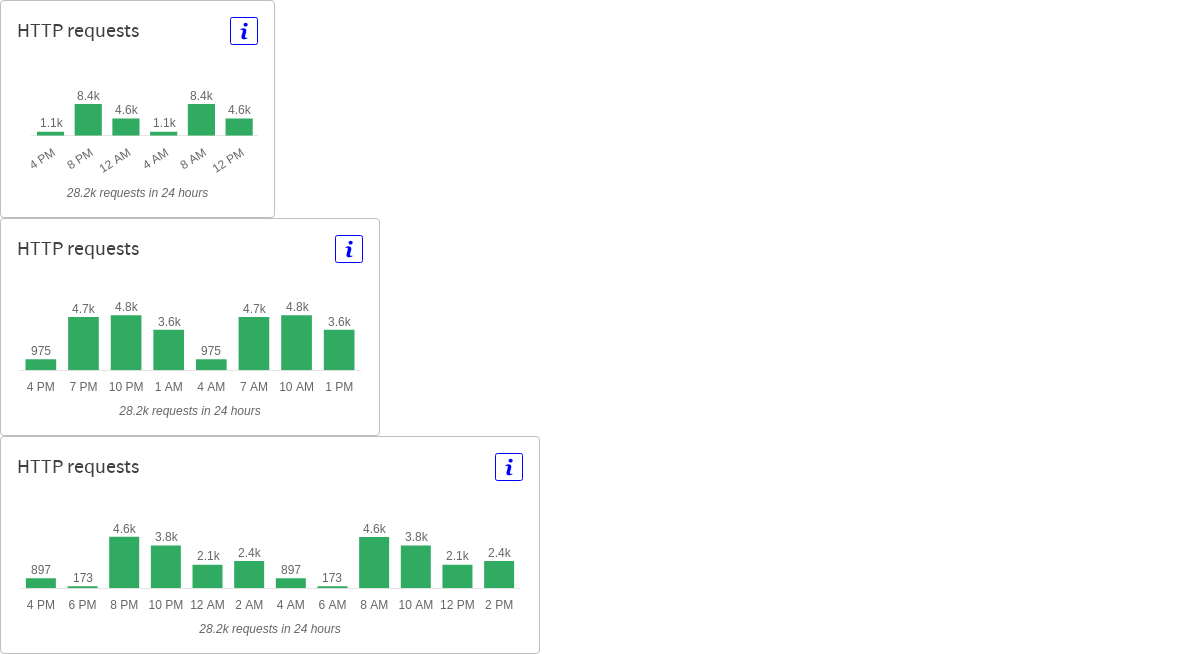 HTTP requests i
8.4k 8.4k
4.6k 4.6k
1.1k 1.1k
4 PM 8 PM 12 AM 4 AM 8 AM 12 PM
28.2k requests in 24 hours
HTTP requests i
4.7k 4.8k 4.7k 4.8k
3.6k 3.6k
975 975
4 PM 7 PM 10 PM 1 AM 4 AM 7 AM 10 AM 1 PM
28.2k requests in 24 hours
HTTP requests i
4.6k 4.6k
3.8k 3.8k
2.1k 2.4k 2.1k 2.4k
897 173 897 173
4 PM 6 PM 8 PM 10 PM 12 AM 2 AM 4 AM 6 AM 8 AM 10 AM 12 PM 2 PM
28.2k requests in 24 hours